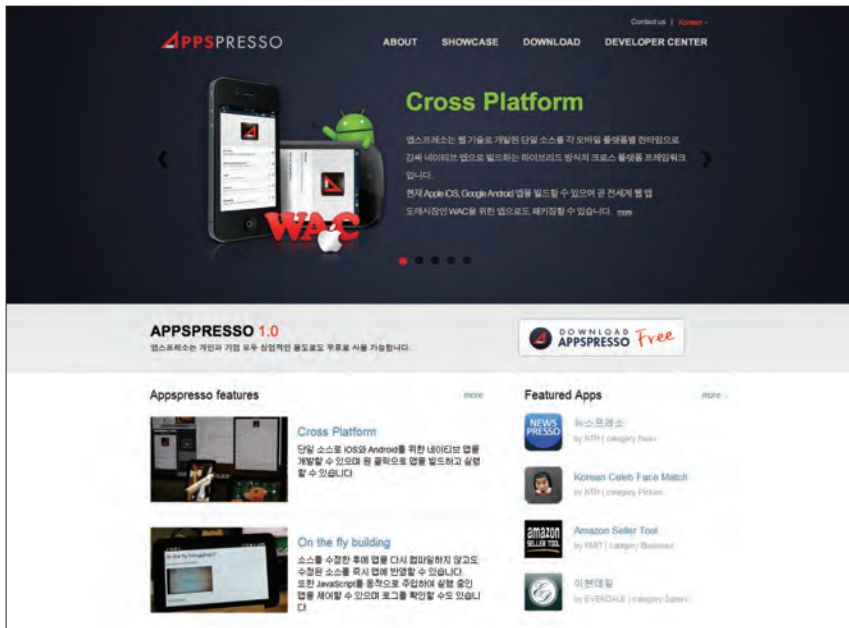 Contact us | Korean
APPSPRESSO
ABOUT SHOWCASE DOWNLOAD DEVELOPER CENTER
Cross Platform
앱스프레소는 웹 기술로 개발된 단일 소스를 각 모바일 플랫폼별 런타임으로
감싸 네이티브 앱으로 빌드하는 하이브리드 방식의 크로스 플랫폼 프레임워크
입니다.
현재 Apple iOS, Google Android 앱을 빌드할 수 있으며 곧 전세계 웹 앱
도매시장인 WAC을 위한 앱으로도 패키징할 수 있습니다. more
WAC
APPSPRESSO 1.0
앱스프레소는 개인과 기업 모두 상업적인 용도로도 무료로 사용 가능합니다.
DOWNLOAD
APPSPRESSO Free
Appspresso features more
Cross Platform
단일 소스로 iOS와 Android를 위한 네이티브 앱을
개발할 수 있으며 원 클릭으로 앱을 빌드하고 실행
할 수 있습니다.
On the fly building
소스를 수정한 후에 앱을 다시 컴파일하지 않고도
수정된 소스를 즉시 앱에 반영할 수 있습니다.
또한 JavaScript를 동적으로 주입하여 실행 중인
앱을 제어할 수 있으며 로그를 확인할 수도 있습니
다.
Featured Apps more
NEWS
PRESSO
뉴스프레소
by KTH | category News
Korean Celeb Face Match
by KTH | category Picture
amazon
SELLER TOOL
Amazon Seller Tool
by | category Business
이븐데일
by EVENDALE | category Sports